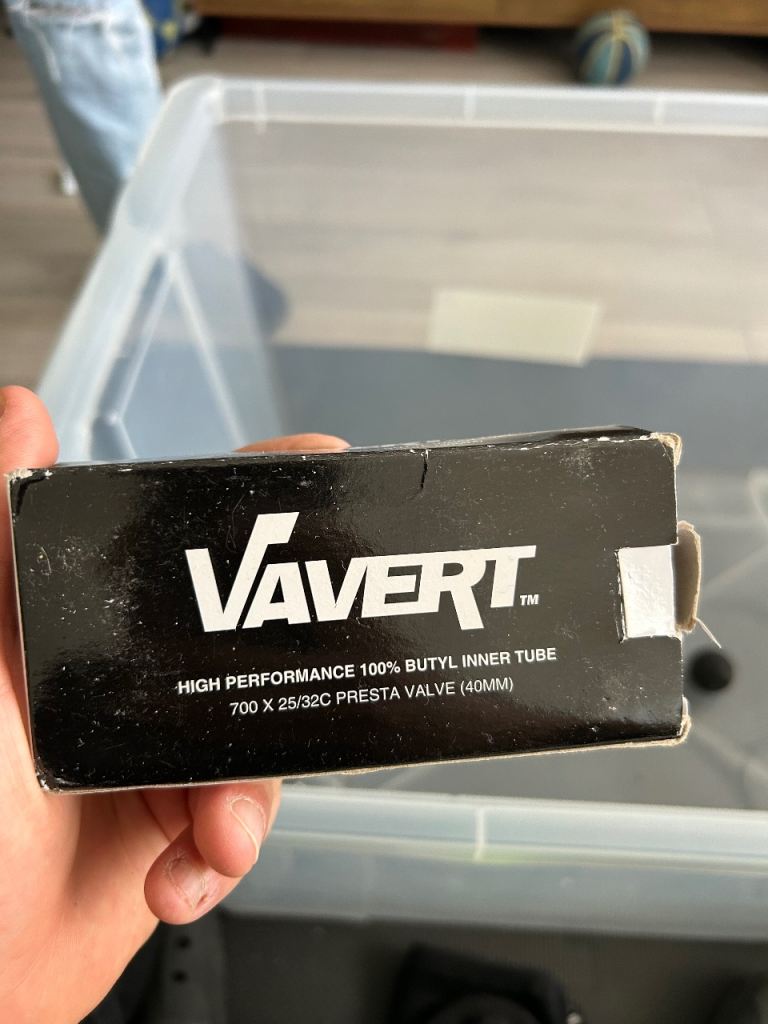 VAVERT™
HIGH PERFORMANCE 100% BUTYL INNER TUBE
700 X 25/32C PRESTA VALVE (40MM)